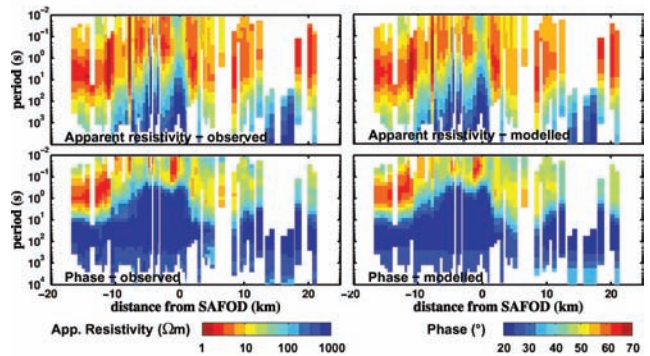 10⁻² 10⁻¹ 10⁰ 10¹ 10² 10³
period (s)
Apparent resistivity – observed
Apparent resistivity – modelled
10⁻² 10⁻¹ 10⁰ 10¹ 10² 10³ 10⁴
period (s)
Phase – observed
Phase – modelled
−20 −10 0 10 20
−20 −10 0 10 20
distance from SAFOD (km)
distance from SAFOD (km)
App. Resistivity (Ωm)
1 10 100 1000
Phase (°)
20 30 40 50 60 70